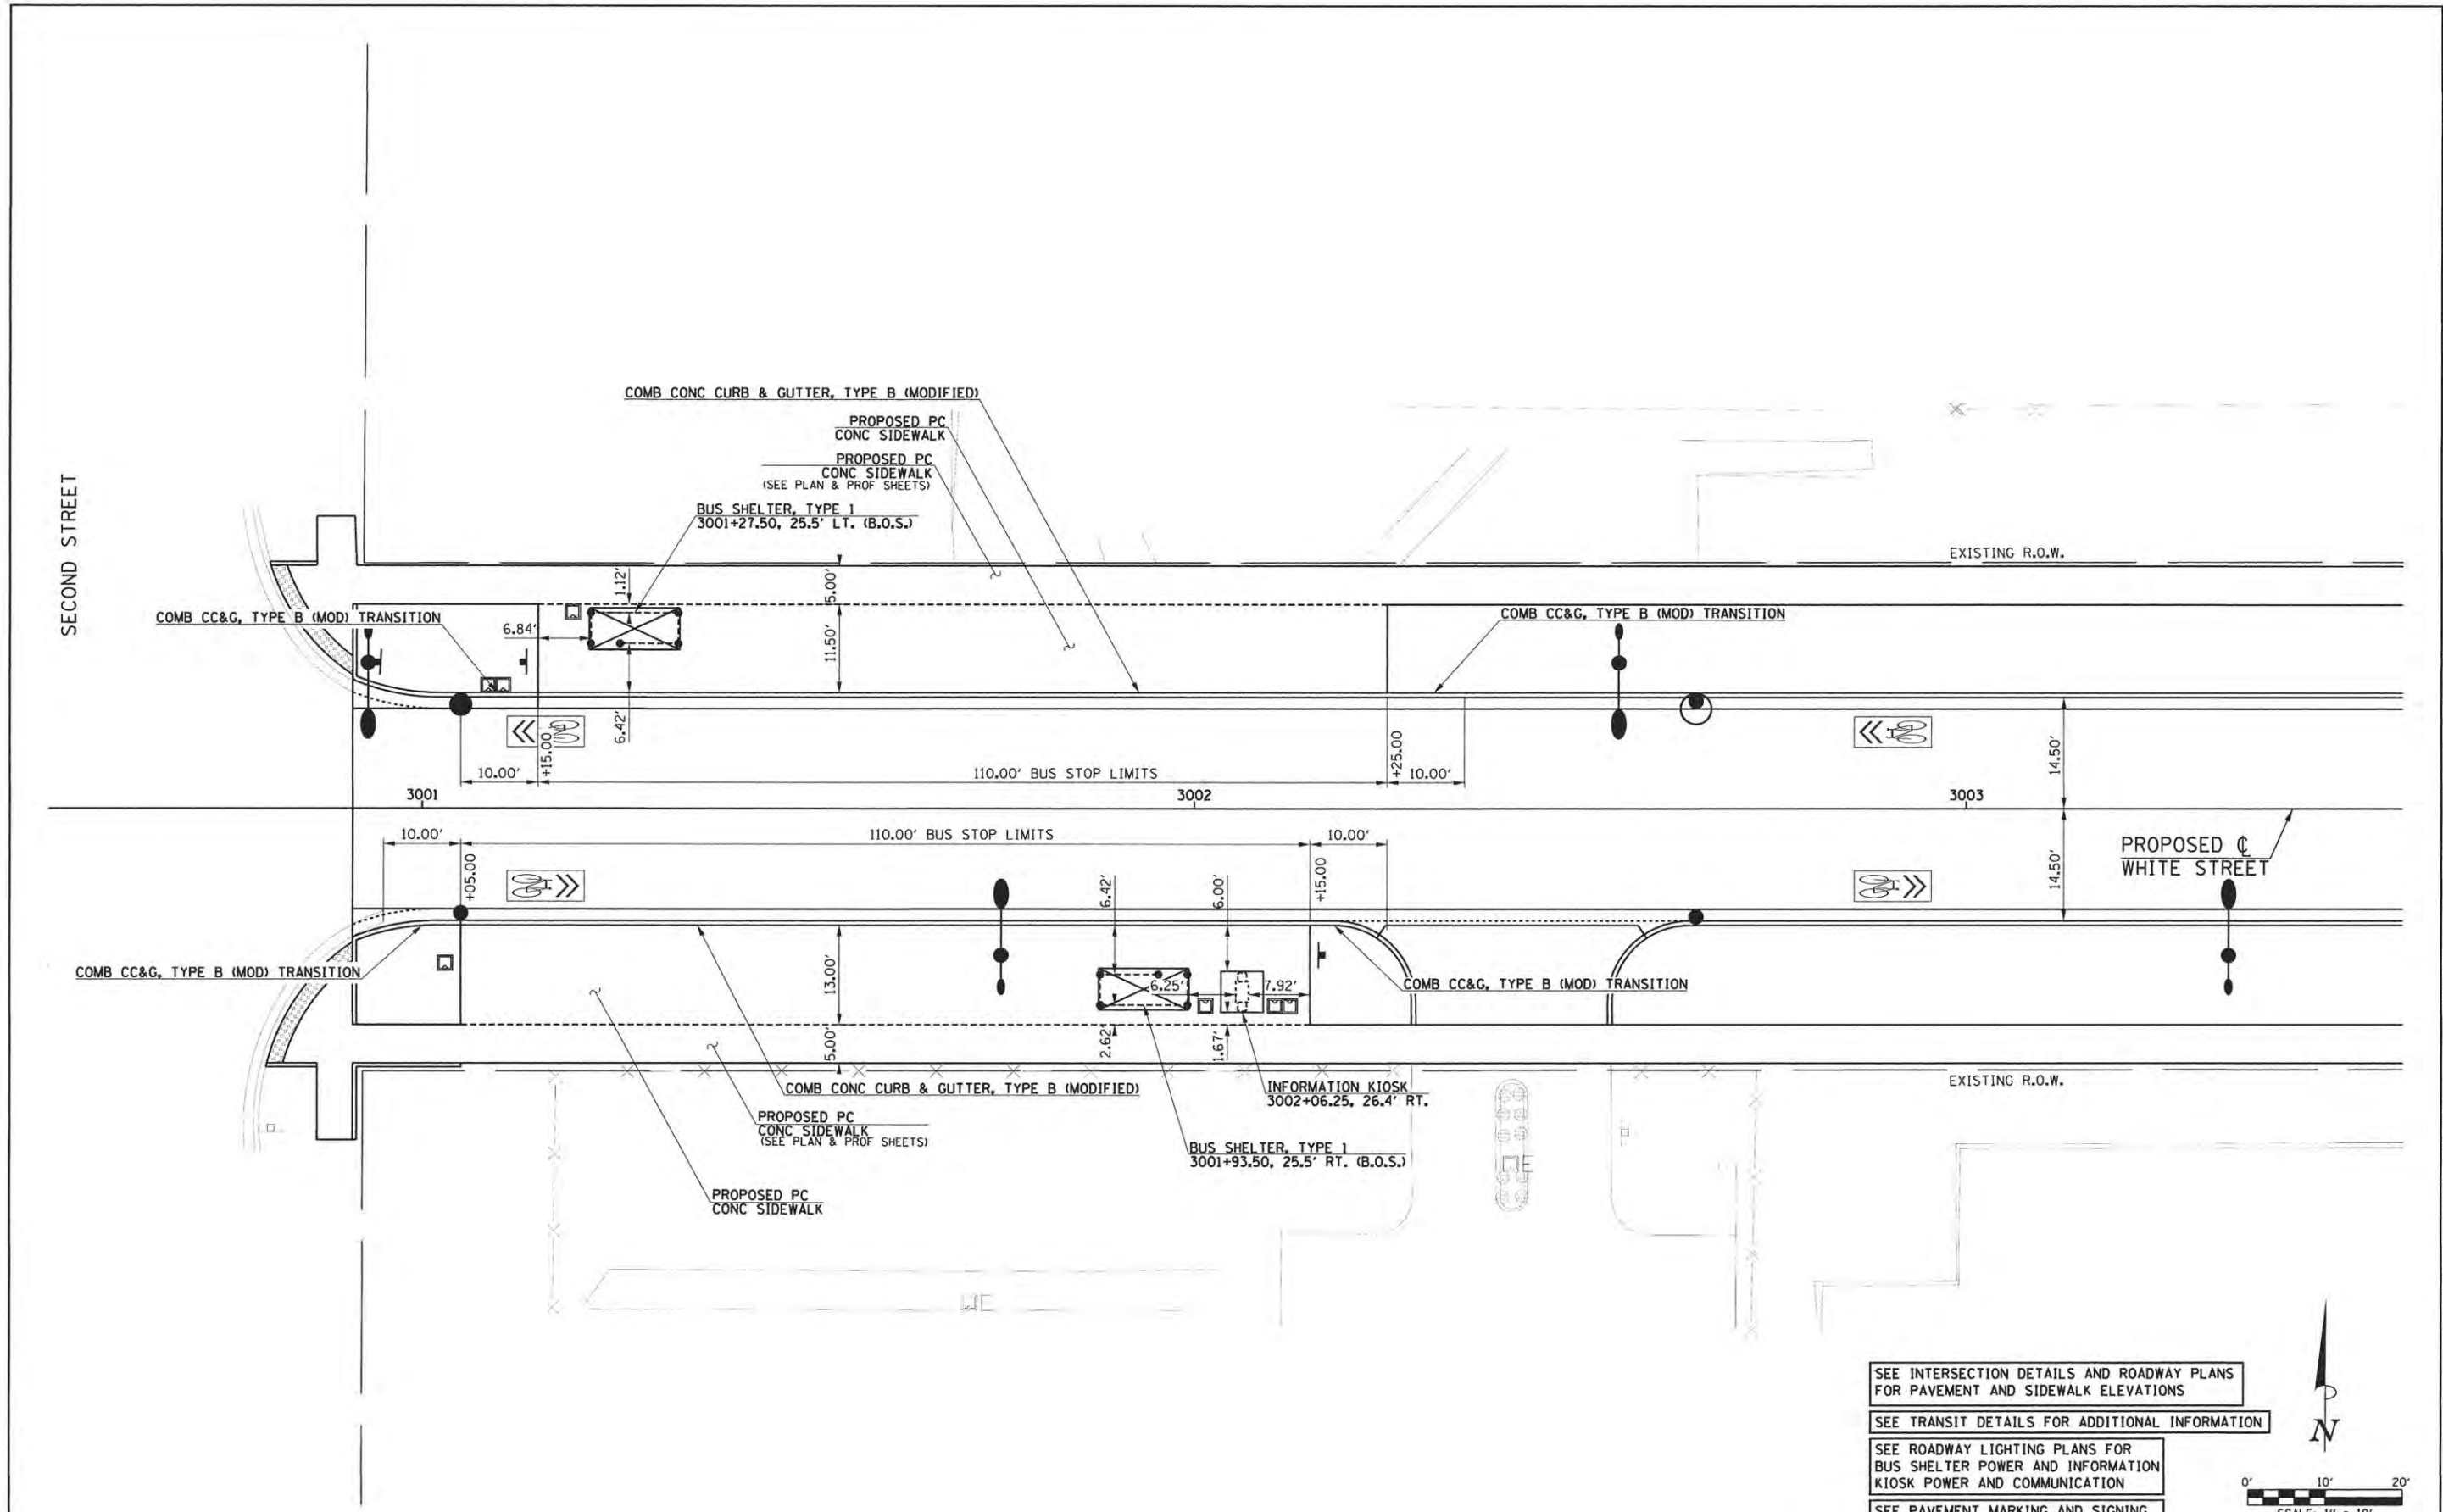 SECOND STREET
COMB CONC CURB & GUTTER, TYPE B (MODIFIED)
PROPOSED PC
CONC SIDEWALK
PROPOSED PC
CONC SIDEWALK
(SEE PLAN & PROF SHEETS)
BUS SHELTER, TYPE 1
3001+27.50, 25.5' LT. (B.O.S.)
EXISTING R.O.W.
COMB CC&G, TYPE B (MOD) TRANSITION
6.84'
1.12'
6.42'
5.00'
11.50'
COMB CC&G, TYPE B (MOD) TRANSITION
10.00'
+15.00
110.00' BUS STOP LIMITS
+25.00
10.00'
14.50'
3001
3002
3003
10.00'
+05.00
110.00' BUS STOP LIMITS
10.00'
+15.00
14.50'
PROPOSED ℄
WHITE STREET
6.42'
6.00'
COMB CC&G, TYPE B (MOD) TRANSITION
13.00'
6.25'
7.92'
COMB CC&G, TYPE B (MOD) TRANSITION
5.00'
2.62'
1.67'
COMB CONC CURB & GUTTER, TYPE B (MODIFIED)
INFORMATION KIOSK
3002+06.25, 26.4' RT.
EXISTING R.O.W.
PROPOSED PC
CONC SIDEWALK
(SEE PLAN & PROF SHEETS)
BUS SHELTER, TYPE 1
3001+93.50, 25.5' RT. (B.O.S.)
PROPOSED PC
CONC SIDEWALK
SEE INTERSECTION DETAILS AND ROADWAY PLANS
FOR PAVEMENT AND SIDEWALK ELEVATIONS
SEE TRANSIT DETAILS FOR ADDITIONAL INFORMATION
SEE ROADWAY LIGHTING PLANS FOR
BUS SHELTER POWER AND INFORMATION
KIOSK POWER AND COMMUNICATION
SEE PAVEMENT MARKING AND SIGNING
N
0' 10' 20'